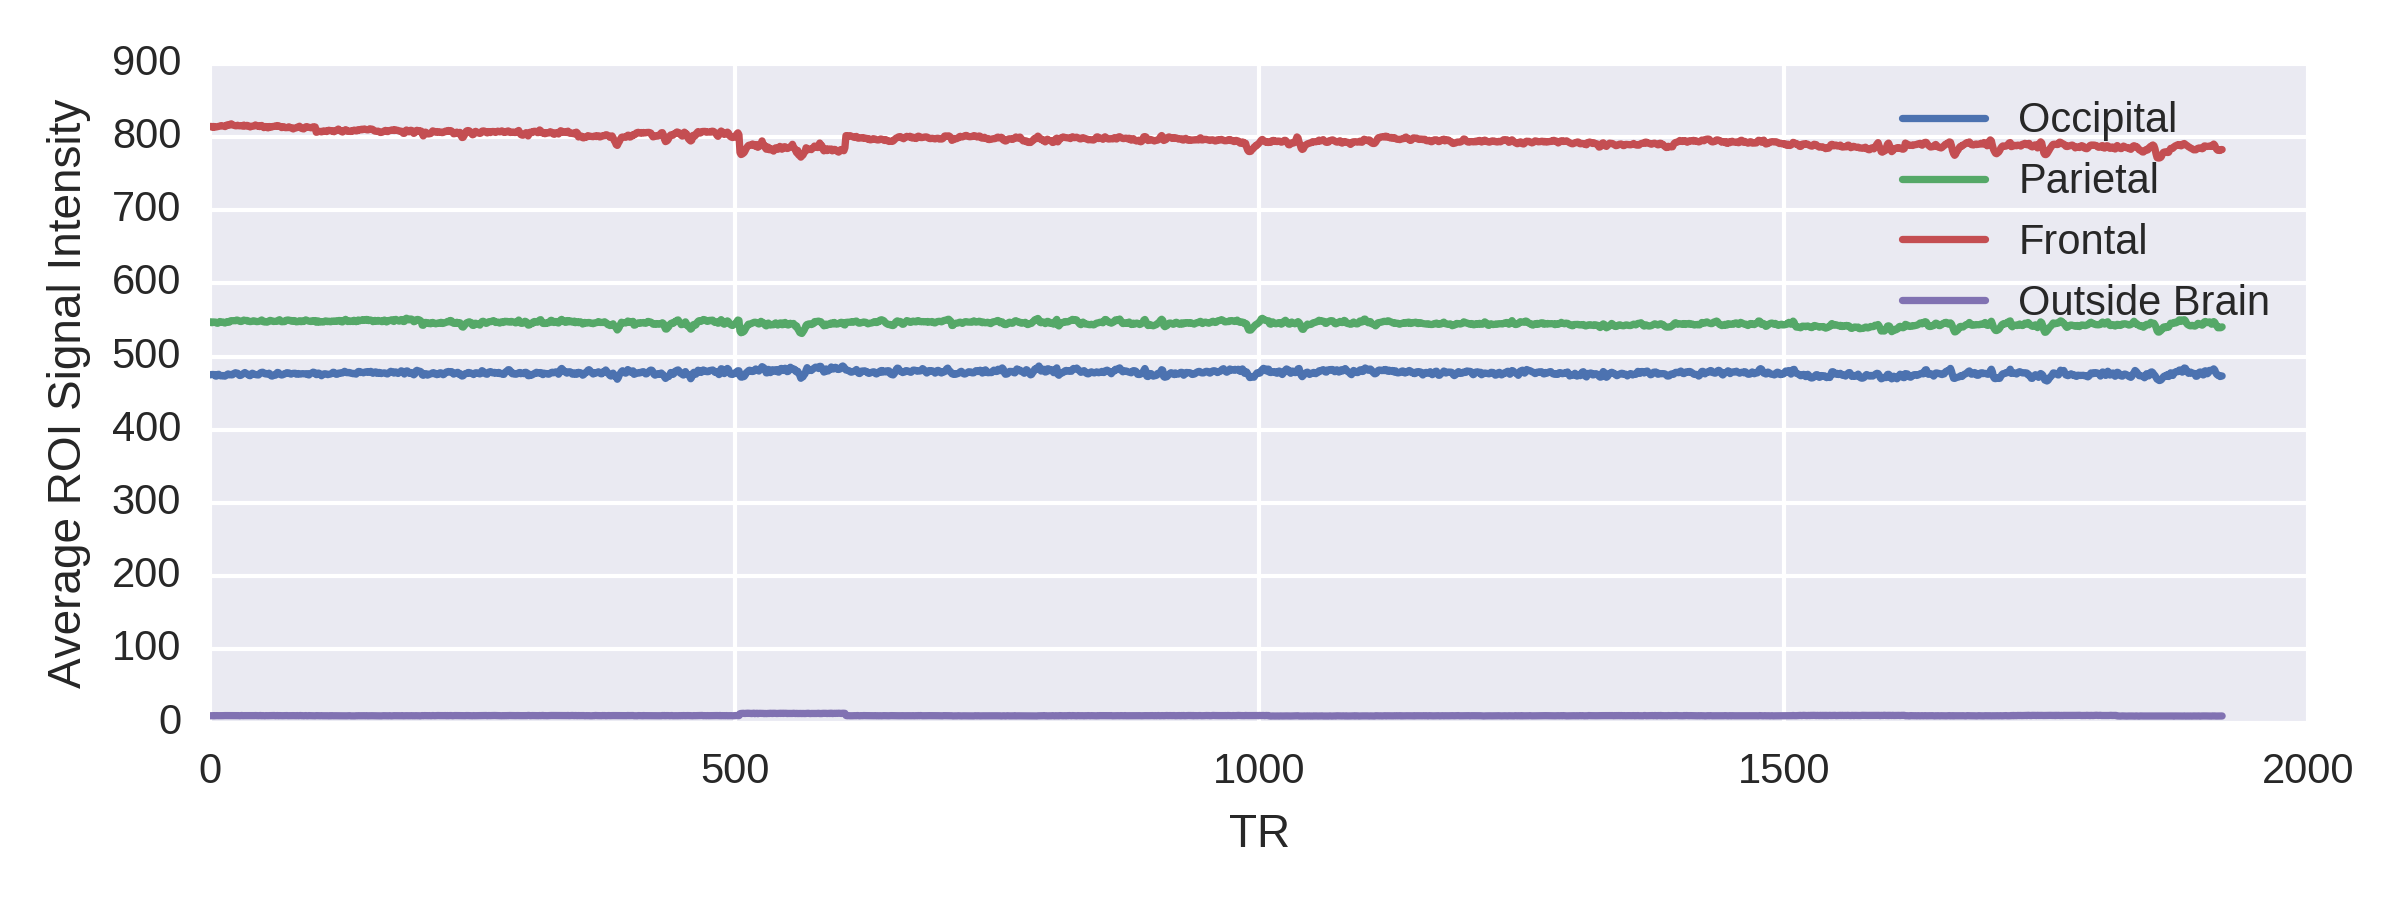 Average ROI Signal Intensity
900
800
700
600
500
400
300
200
100
0
0 500 1000 1500 2000
TR
Occipital
Parietal
Frontal
Outside Brain